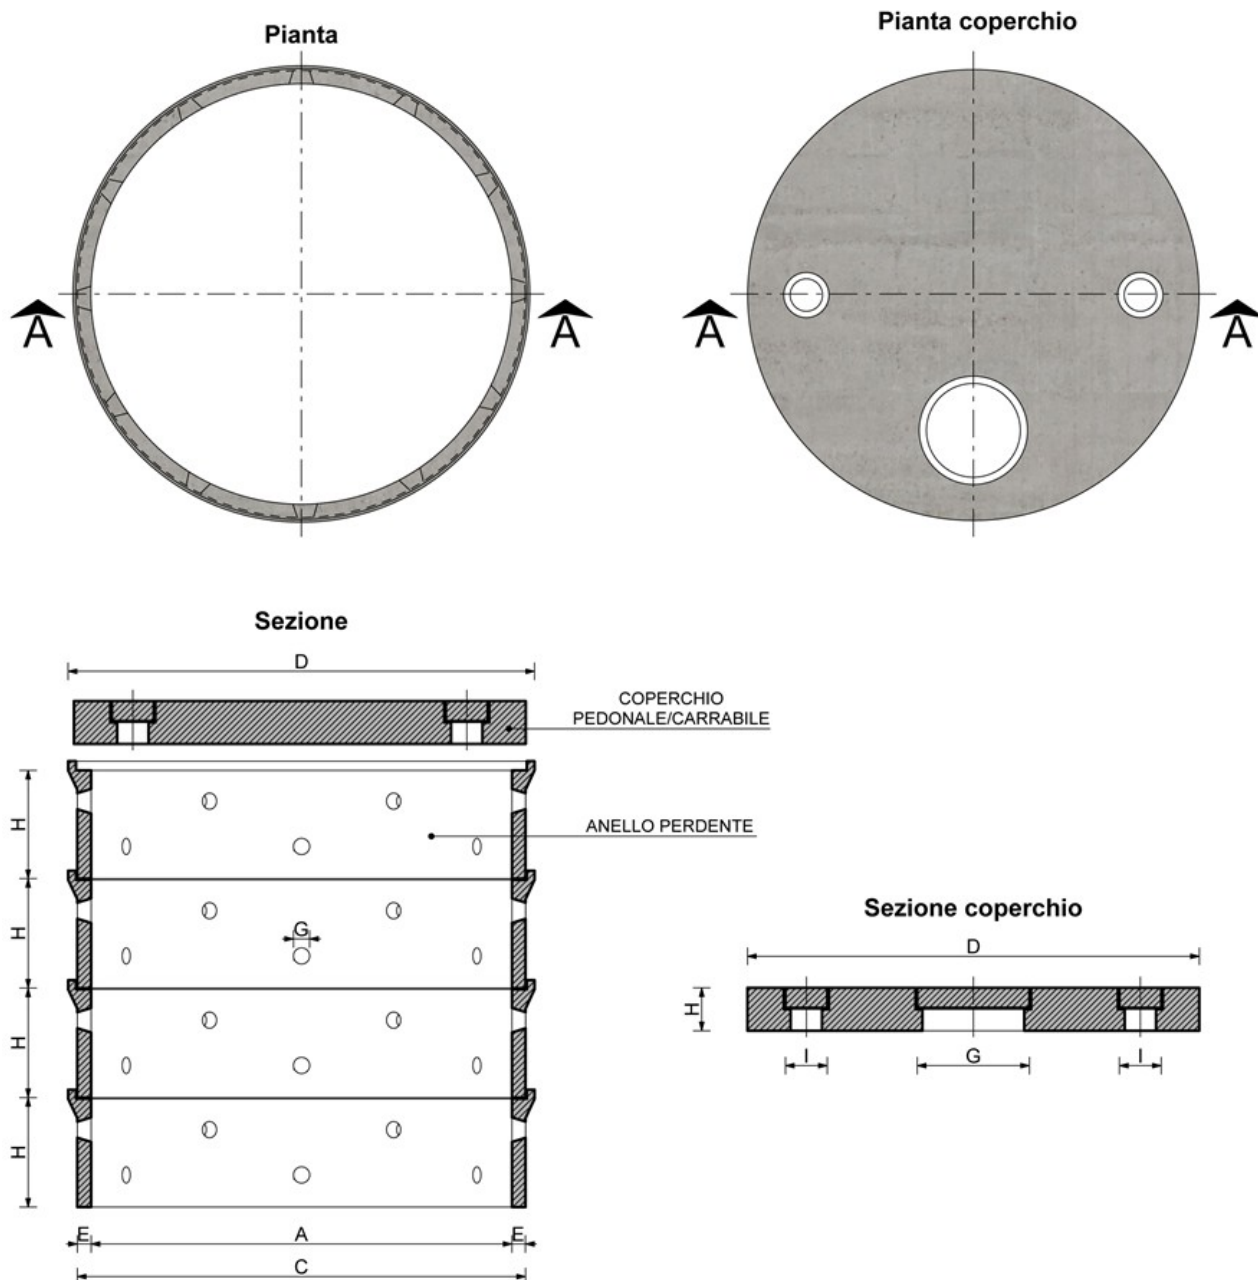 Pianta
Pianta coperchio
A
A
A
A
Sezione
D
COPERCHIO
PEDONALE/CARRABILE
H
ANELLO PERDENTE
H
G
H
H
E
A
E
C
Sezione coperchio
D
H
I
G
I